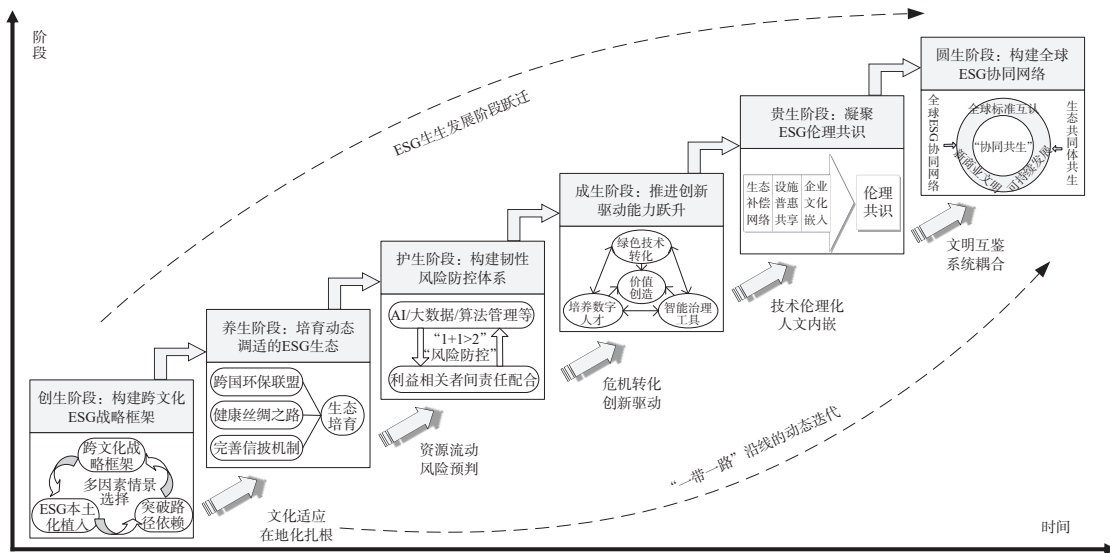 阶
段
ESG生生发展阶段跃迁
圆生阶段：构建全球
ESG协同网络
全球ESG协同网络
全球标准互认
“协同共生”
新商业文明
可持续发展
生态共同体共生
贵生阶段：凝聚
ESG伦理共识
生态
补偿
网络
设施
普惠
共享
企业
文化
嵌入
伦理
共识
文明互鉴
系统耦合
成生阶段：推进创新
驱动能力跃升
绿色技术
转化
价值
创造
培养数字
人才
智能治理
工具
技术伦理化
人文内嵌
护生阶段：构建韧性
风险防控体系
AI/大数据/算法管理等
“1+1>2”
“风险防控”
利益相关者间责任配合
危机转化
创新驱动
养生阶段：培育动态
调适的ESG生态
跨国环保联盟
健康丝绸之路
完善信披机制
生态
培育
资源流动
风险预判
创生阶段：构建跨文化
ESG战略框架
跨文化战
略框架
多因素情景
选择
ESG本土
化植入
突破路
径依赖
文化适应
在地化扎根
“一带一路”沿线的动态迭代
时间